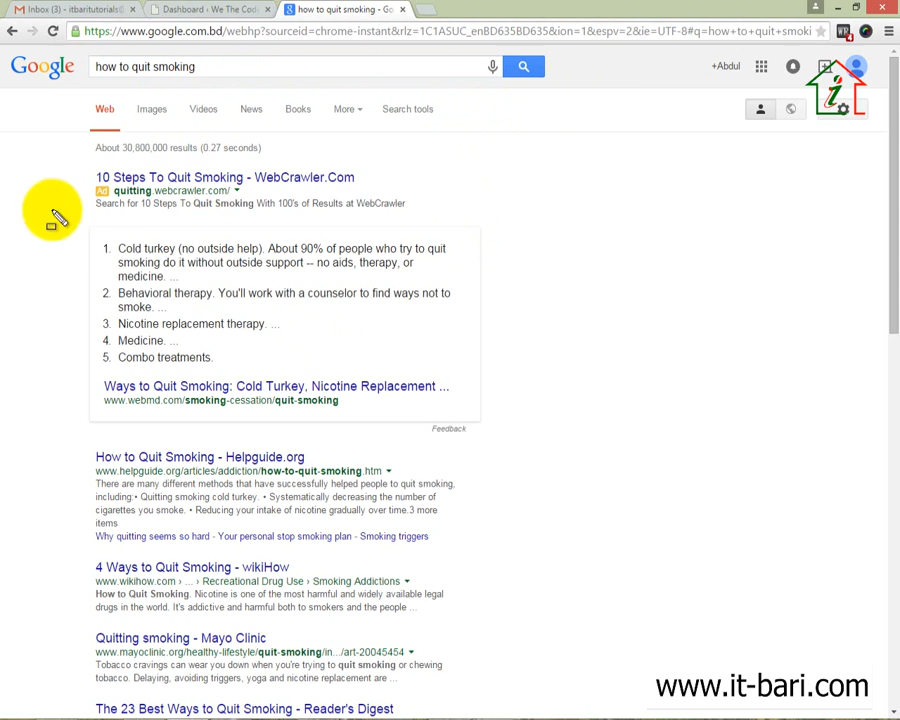 Inbox (3) - itbaritutorials@
Dashboard ‹ We The Code
how to quit smoking - Go
https://www.google.com.bd/webhp?sourceid=chrome-instant&rlz=1C1ASUC_enBD635BD635&ion=1&espv=2&ie=UTF-8#q=how+to+quit+smoki
Google
how to quit smoking
+Abdul
Web Images Videos News Books More Search tools
i
About 30,800,000 results (0.27 seconds)
10 Steps To Quit Smoking - WebCrawler.Com
Ad quitting.webcrawler.com/
Search for 10 Steps To Quit Smoking With 100's of Results at WebCrawler
1. Cold turkey (no outside help). About 90% of people who try to quit
smoking do it without outside support -- no aids, therapy, or
medicine. ...
2. Behavioral therapy. You'll work with a counselor to find ways not to
smoke. ...
3. Nicotine replacement therapy. ...
4. Medicine. ...
5. Combo treatments.
Ways to Quit Smoking: Cold Turkey, Nicotine Replacement ...
www.webmd.com/smoking-cessation/quit-smoking
Feedback
How to Quit Smoking - Helpguide.org
www.helpguide.org/articles/addiction/how-to-quit-smoking.htm
There are many different methods that have successfully helped people to quit smoking,
including:• Quitting smoking cold turkey. • Systematically decreasing the number of
cigarettes you smoke. • Reducing your intake of nicotine gradually over time.3 more
items
Why quitting seems so hard - Your personal stop smoking plan - Smoking triggers
4 Ways to Quit Smoking - wikiHow
www.wikihow.com › ... › Recreational Drug Use › Smoking Addictions
How to Quit Smoking. Nicotine is one of the most harmful and widely available legal
drugs in the world. It's addictive and harmful both to smokers and the people ...
Quitting smoking - Mayo Clinic
www.mayoclinic.org/healthy-lifestyle/quit-smoking/in.../art-20045454
Tobacco cravings can wear you down when you're trying to quit smoking or chewing
tobacco. Delaying, avoiding triggers, yoga and nicotine replacement are ...
The 23 Best Ways to Quit Smoking - Reader's Digest
www.it-bari.com